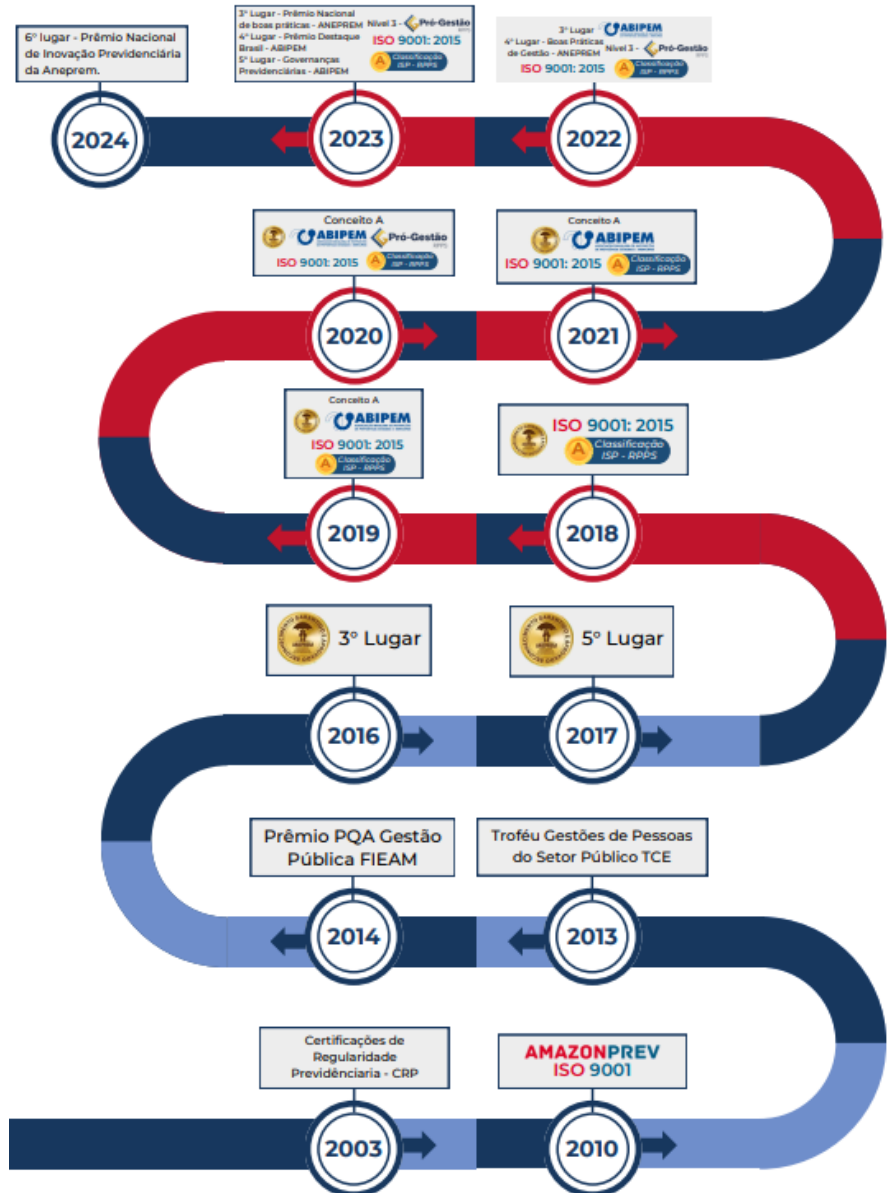 6º lugar - Prêmio Nacional
de Inovação Previdenciária
da Aneprem.
2024
3º Lugar - Prêmio Nacional
de boas práticas - ANEPREM
4º Lugar - Prêmio Destaque
Brasil - ABIPEM
5º Lugar - Governanças
Previdenciárias - ABIPEM
Nível 3 - Pró-Gestão
ISO 9001: 2015
A Classificação
ISP - RPPS
2023
3º Lugar ABIPEM
4º Lugar - Boas Práticas
de Gestão - ANEPREM
Nível 3 - Pró-Gestão
ISO 9001: 2015
A Classificação
ISP - RPPS
2022
Conceito A
ABIPEM
Pró-Gestão
RPPS
ISO 9001: 2015
A Classificação
ISP - RPPS
2020
Conceito A
ABIPEM
ISO 9001: 2015
A Classificação
ISP - RPPS
2021
Conceito A
ABIPEM
ISO 9001: 2015
A Classificação
ISP - RPPS
2019
ISO 9001: 2015
A Classificação
ISP - RPPS
2018
3º Lugar
2016
5º Lugar
2017
Prêmio PQA Gestão
Pública FIEAM
2014
Troféu Gestões de Pessoas
do Setor Público TCE
2013
Certificações de
Regularidade
Previdênciaria - CRP
2003
AMAZONPREV
ISO 9001
2010